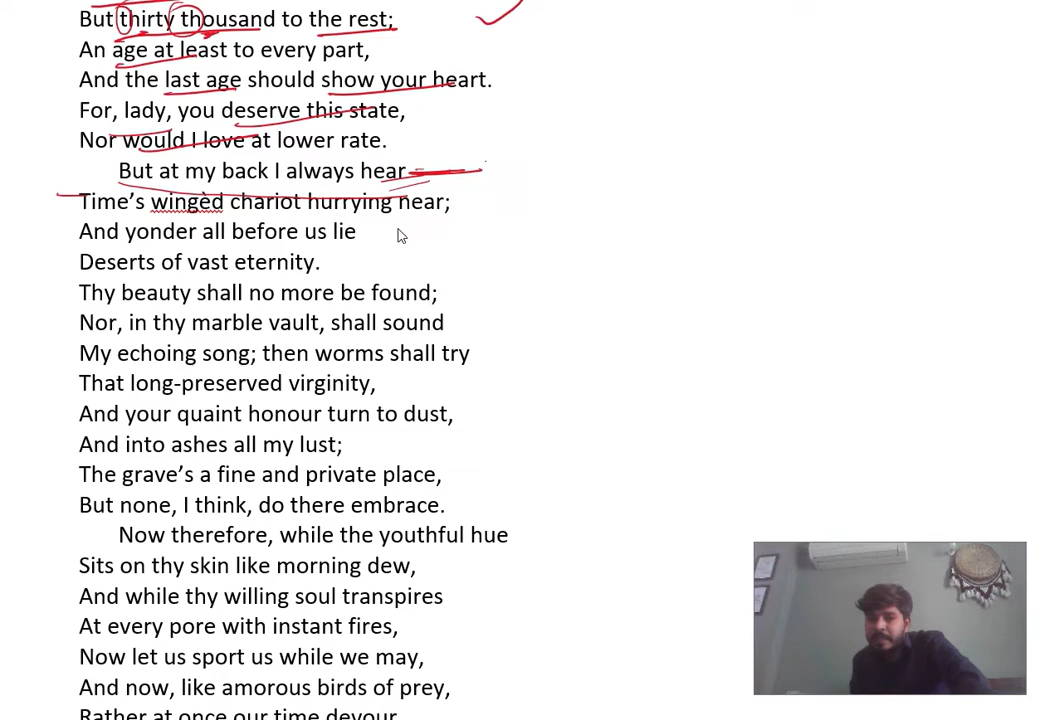 But thirty thousand to the rest;
An age at least to every part,
And the last age should show your heart.
For, lady, you deserve this state,
Nor would I love at lower rate.
But at my back I always hear
Time’s wingèd chariot hurrying near;
And yonder all before us lie
Deserts of vast eternity.
Thy beauty shall no more be found;
Nor, in thy marble vault, shall sound
My echoing song; then worms shall try
That long-preserved virginity,
And your quaint honour turn to dust,
And into ashes all my lust;
The grave’s a fine and private place,
But none, I think, do there embrace.
Now therefore, while the youthful hue
Sits on thy skin like morning dew,
And while thy willing soul transpires
At every pore with instant fires,
Now let us sport us while we may,
And now, like amorous birds of prey,
Rather at once our time devour